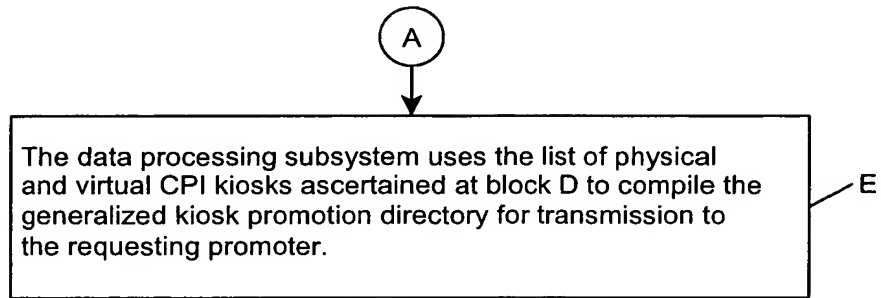 A
The data processing subsystem uses the list of physical
and virtual CPI kiosks ascertained at block D to compile the
generalized kiosk promotion directory for transmission to
the requesting promoter.
E